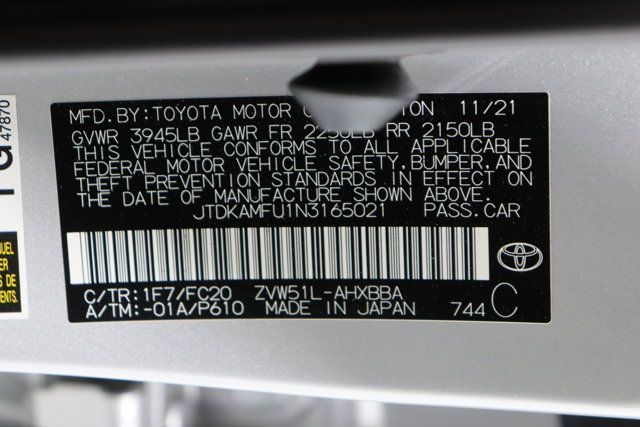 MFD.BY:TOYOTA MOTOR 11/21
GVWR 3945LB GAWR FR 2250LB RR 2150LB
THIS VEHICLE CONFORMS TO ALL APPLICABLE
FEDERAL MOTOR VEHICLE SAFETY, BUMPER, AND
THEFT PREVENTION STANDARDS IN EFFECT ON
THE DATE OF MANUFACTURE SHOWN ABOVE.
JTDKAMFU1N3165021 PASS.CAR
C/TR: 1F7/FC20 ZVW51L-AHXBBA
A/TM:-01A/P610 MADE IN JAPAN 744 C
47870